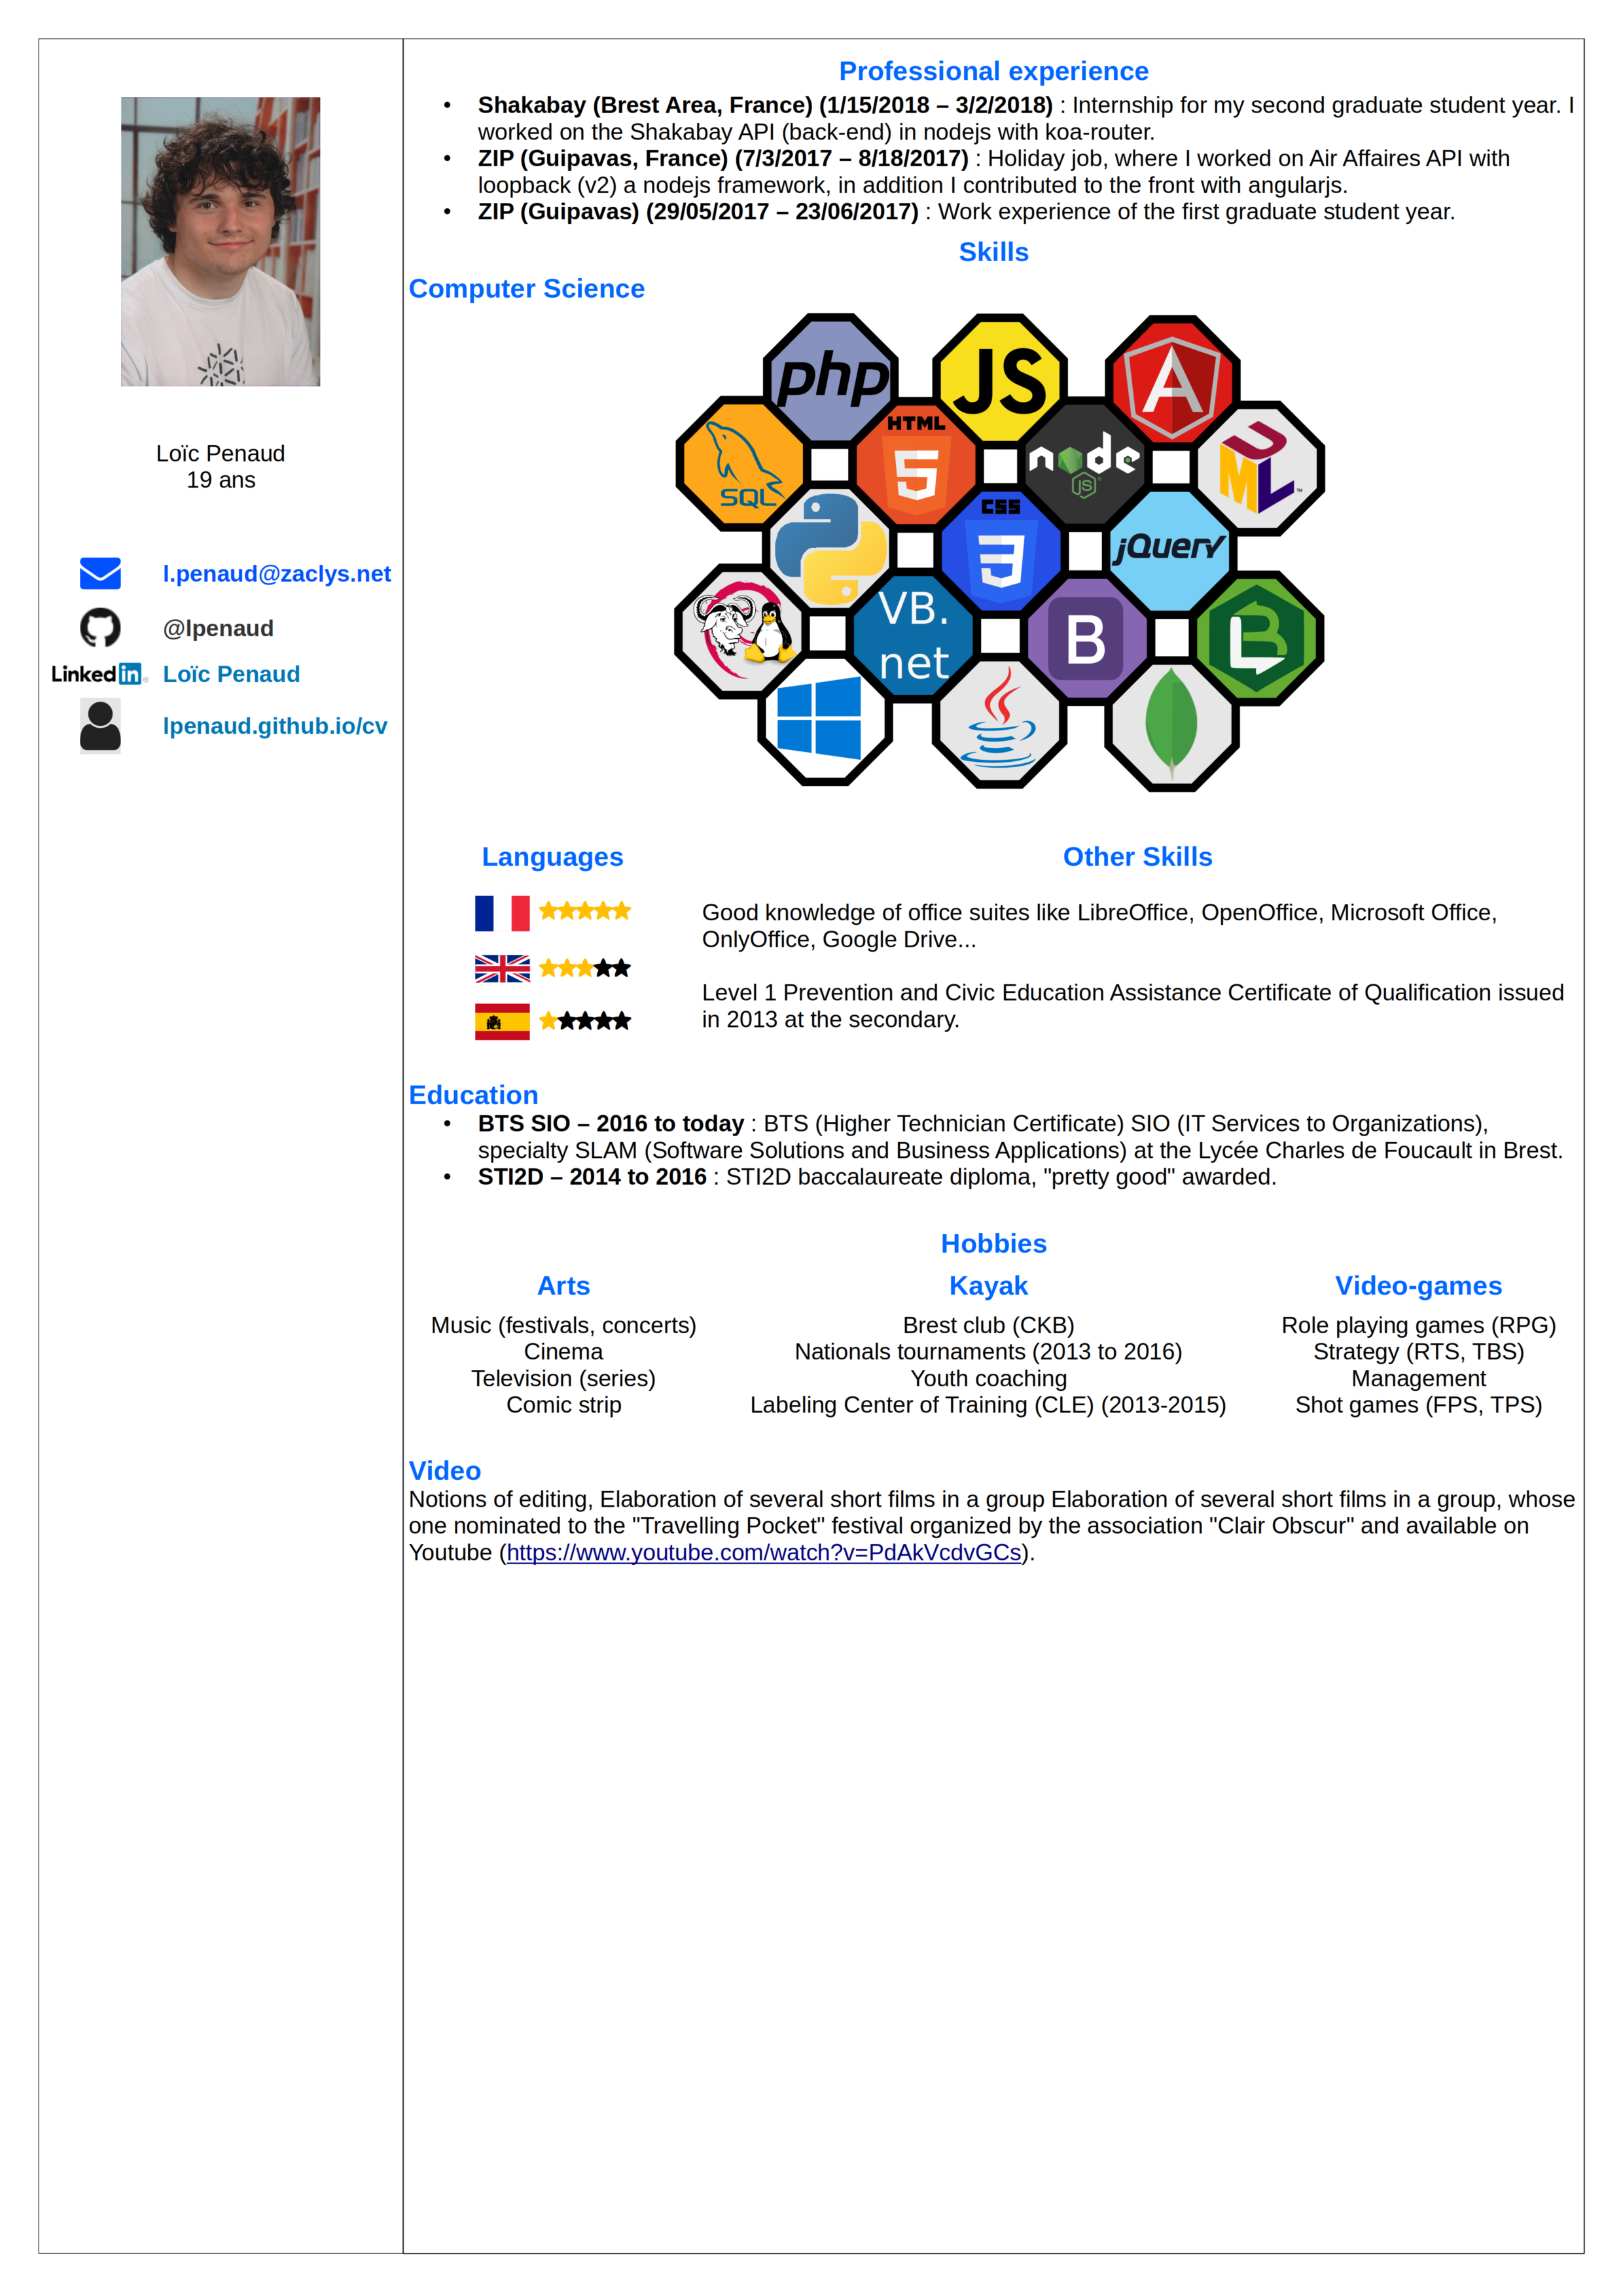 Loïc Penaud
19 ans
l.penaud@zaclys.net
@lpenaud
Linked in Loïc Penaud
lpenaud.github.io/cv
Professional experience
• Shakabay (Brest Area, France) (1/15/2018 – 3/2/2018) : Internship for my second graduate student year. I
worked on the Shakabay API (back-end) in nodejs with koa-router.
• ZIP (Guipavas, France) (7/3/2017 – 8/18/2017) : Holiday job, where I worked on Air Affaires API with
loopback (v2) a nodejs framework, in addition I contributed to the front with angularjs.
• ZIP (Guipavas) (29/05/2017 – 23/06/2017) : Work experience of the first graduate student year.
Skills
Computer Science
php
JS
A
SQL
HTML
5
node
JS
UML
™
CSS
3
jQuery
VB.
net
B
LB
Languages
Other Skills
Good knowledge of office suites like LibreOffice, OpenOffice, Microsoft Office,
OnlyOffice, Google Drive...
Level 1 Prevention and Civic Education Assistance Certificate of Qualification issued
in 2013 at the secondary.
Education
• BTS SIO – 2016 to today : BTS (Higher Technician Certificate) SIO (IT Services to Organizations),
specialty SLAM (Software Solutions and Business Applications) at the Lycée Charles de Foucault in Brest.
• STI2D – 2014 to 2016 : STI2D baccalaureate diploma, "pretty good" awarded.
Hobbies
Arts
Music (festivals, concerts)
Cinema
Television (series)
Comic strip
Kayak
Brest club (CKB)
Nationals tournaments (2013 to 2016)
Youth coaching
Labeling Center of Training (CLE) (2013-2015)
Video-games
Role playing games (RPG)
Strategy (RTS, TBS)
Management
Shot games (FPS, TPS)
Video
Notions of editing, Elaboration of several short films in a group Elaboration of several short films in a group, whose
one nominated to the "Travelling Pocket" festival organized by the association "Clair Obscur" and available on
Youtube (https://www.youtube.com/watch?v=PdAkVcdvGCs).